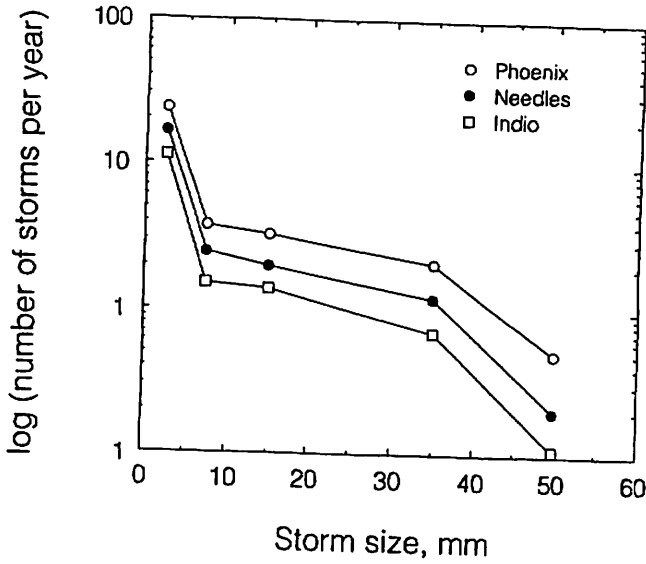 100
10
1
1
log (number of storms per year)
Phoenix
Needles
Indio
0 10 20 30 40 50 60
Storm size, mm